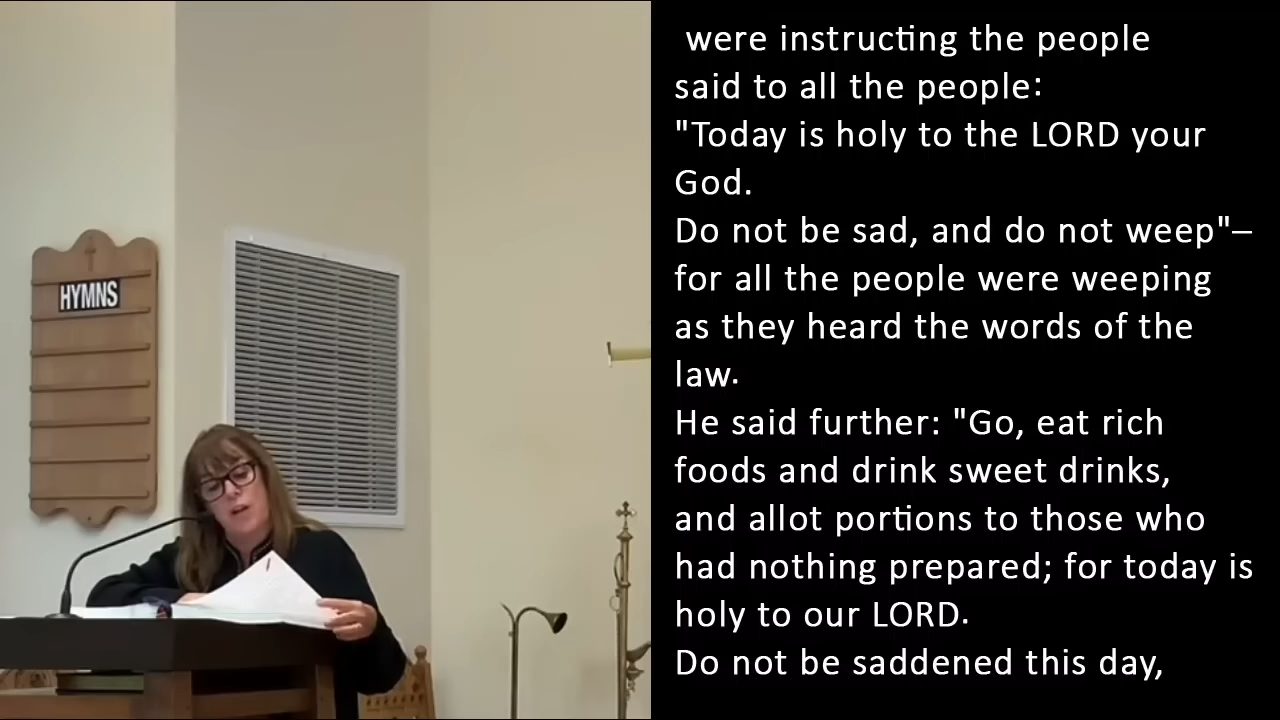 HYMNS
were instructing the people
said to all the people:
"Today is holy to the LORD your
God.
Do not be sad, and do not weep"–
for all the people were weeping
as they heard the words of the
law.
He said further: "Go, eat rich
foods and drink sweet drinks,
and allot portions to those who
had nothing prepared; for today is
holy to our LORD.
Do not be saddened this day,